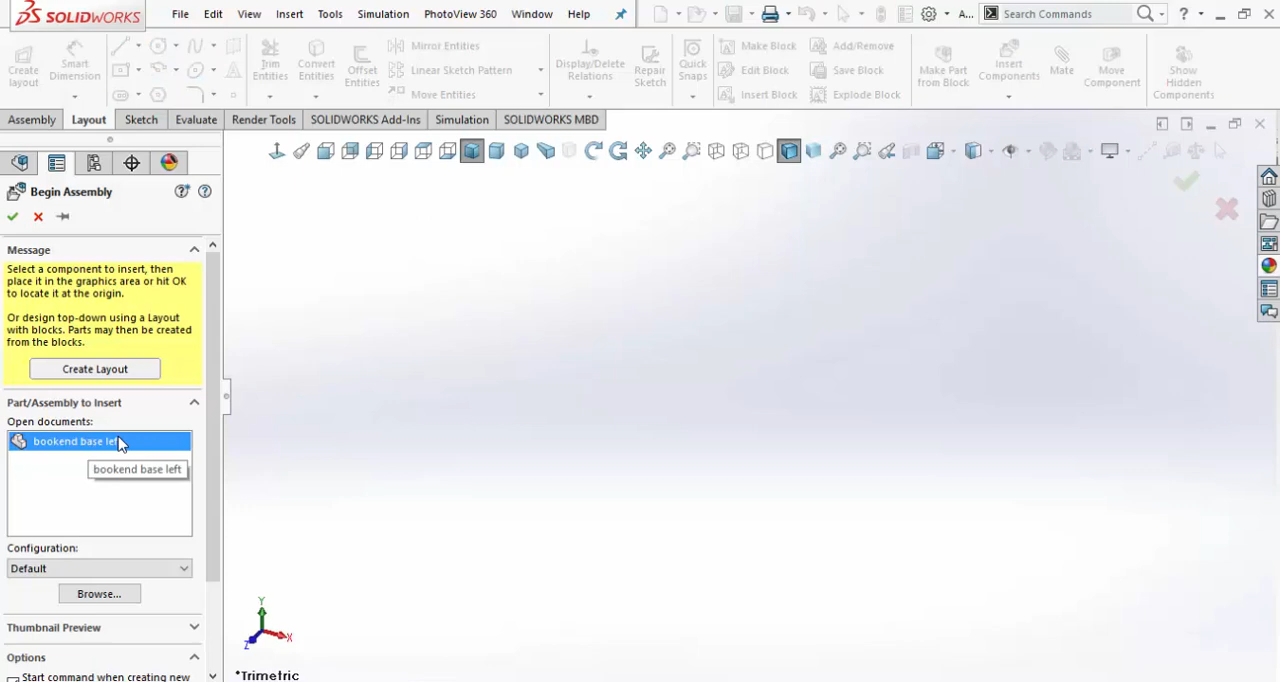 SOLIDWORKS File Edit View Insert Tools Simulation PhotoView 360 Window Help A... Search Commands ?
Create layout
Smart Dimension
Trim Entities
Convert Entities
Offset Entities
Mirror Entities
Linear Sketch Pattern
Move Entities
Display/Delete Relations
Repair Sketch
Quick Snaps
Make Block
Edit Block
Insert Block
Add/Remove
Save Block
Explode Block
Make Part from Block
Insert Components
Mate
Move Component
Show Hidden Components
Assembly Layout Sketch Evaluate Render Tools SOLIDWORKS Add-Ins Simulation SOLIDWORKS MBD
Begin Assembly
Message
Select a component to insert, then
place it in the graphics area or hit OK
to locate it at the origin.
Or design top-down using a Layout
with blocks. Parts may then be created
from the blocks.
Create Layout
Part/Assembly to Insert
Open documents:
bookend base left
bookend base left
Configuration:
Default
Browse...
Thumbnail Preview
Options
Start command when creating new
Y
X
Z
*Trimetric